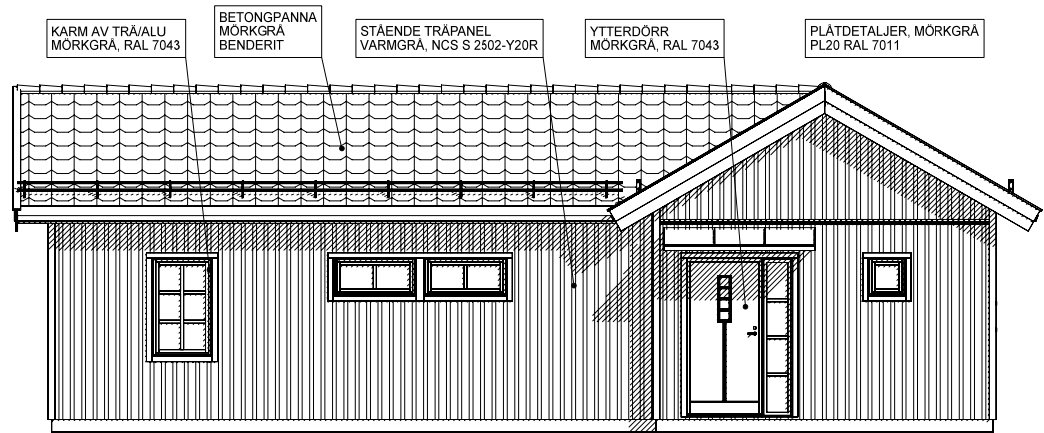 KARM AV TRÄ/ALU
MÖRKGRÅ, RAL 7043
BETONGPANNA
MÖRKGRÅ
BENDERIT
STÅENDE TRÄPANEL
VARMGRÅ, NCS S 2502-Y20R
YTTERDÖRR
MÖRKGRÅ, RAL 7043
PLÅTDETALJER, MÖRKGRÅ
PL20 RAL 7011